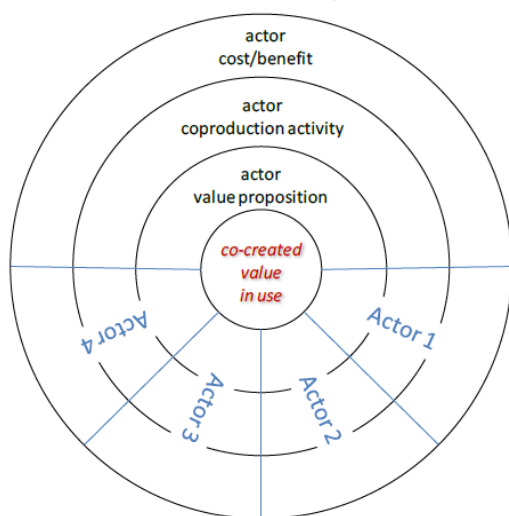 actor
cost/benefit
actor
coproduction activity
actor
value proposition
co-created
value
in use
Actor 4
Actor 3
Actor 2
Actor 1